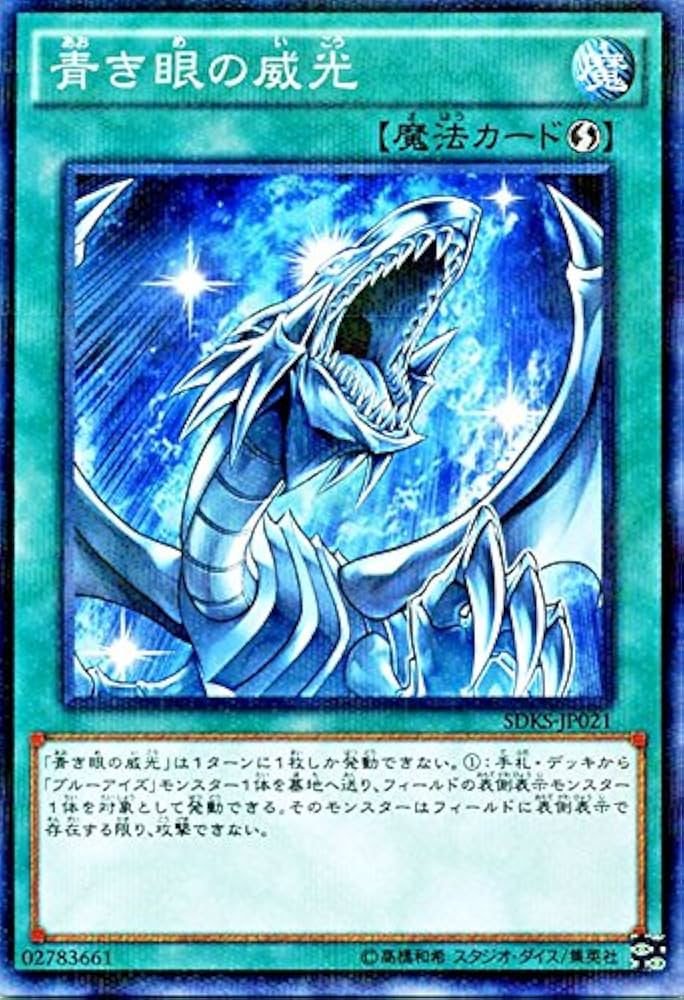 青き眼の威光
魔
【魔法カード】
SDKS-JP021
「青き眼の威光」は1ターンに1枚しか発動できない。①:手札・デッキから
「ブルーアイズ」モンスター1体を墓地へ送り、フィールドの表側表示モンスター
1体を対象として発動できる。そのモンスターはフィールドに表側表示で
存在する限り、攻撃できない。
02783661
©高橋和希 スタジオ・ダイス/集英社